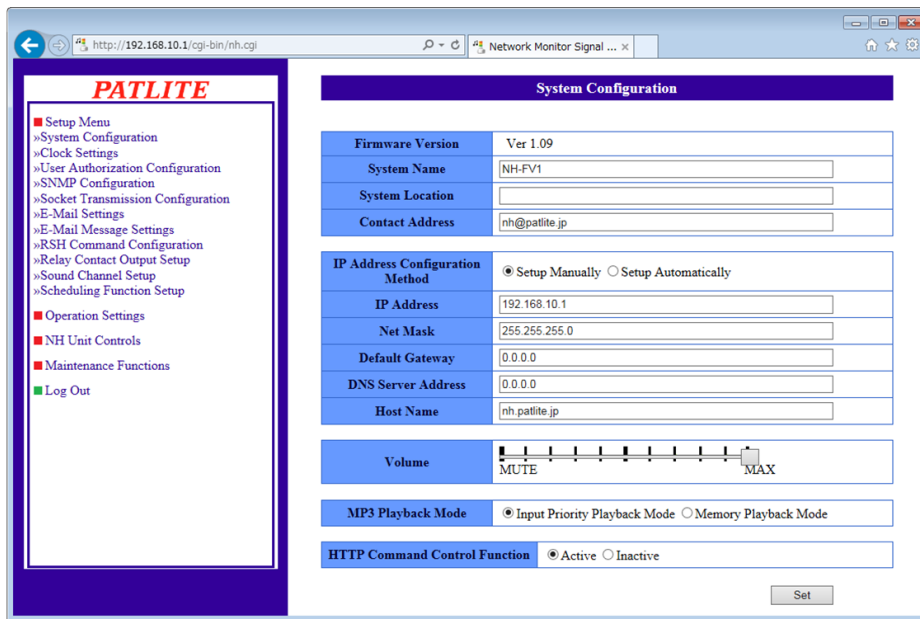 http://192.168.10.1/cgi-bin/nh.cgi
Network Monitor Signal ...
PATLITE
Setup Menu
»System Configuration
»Clock Settings
»User Authorization Configuration
»SNMP Configuration
»Socket Transmission Configuration
»E-Mail Settings
»E-Mail Message Settings
»RSH Command Configuration
»Relay Contact Output Setup
»Sound Channel Setup
»Scheduling Function Setup
Operation Settings
NH Unit Controls
Maintenance Functions
Log Out
System Configuration
Firmware Version Ver 1.09
System Name NH-FV1
System Location
Contact Address nh@patlite.jp
IP Address Configuration
Method Setup Manually Setup Automatically
IP Address 192.168.10.1
Net Mask 255.255.255.0
Default Gateway 0.0.0.0
DNS Server Address 0.0.0.0
Host Name nh.patlite.jp
Volume
MUTE MAX
MP3 Playback Mode Input Priority Playback Mode Memory Playback Mode
HTTP Command Control Function Active Inactive
Set